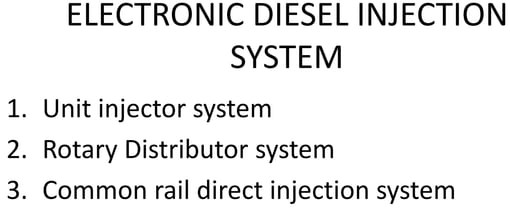 ELECTRONIC DIESEL INJECTION
SYSTEM
1. Unit injector system
2. Rotary Distributor system
3. Common rail direct injection system